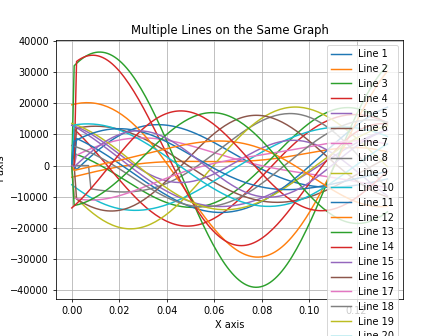 Multiple Lines on the Same Graph
40000
30000
20000
10000
0
−10000
−20000
−30000
−40000
0.00
0.02
0.04
0.06
0.08
0.10
X axis
Line 1
Line 2
Line 3
Line 4
Line 5
Line 6
Line 7
Line 8
Line 9
Line 10
Line 11
Line 12
Line 13
Line 14
Line 15
Line 16
Line 17
Line 18
Line 19